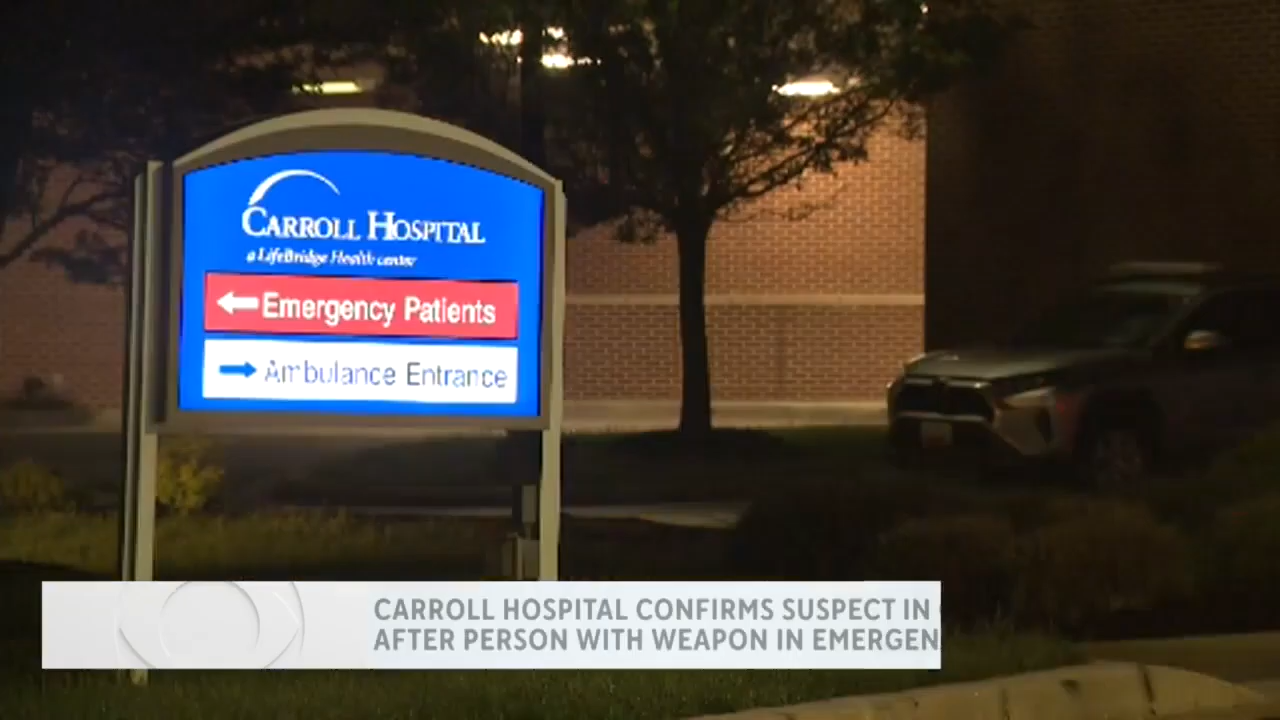 CARROLL HOSPITAL
a LifeBridge Health center
Emergency Patients
Ambulance Entrance
CARROLL HOSPITAL CONFIRMS SUSPECT IN
AFTER PERSON WITH WEAPON IN EMERGEN